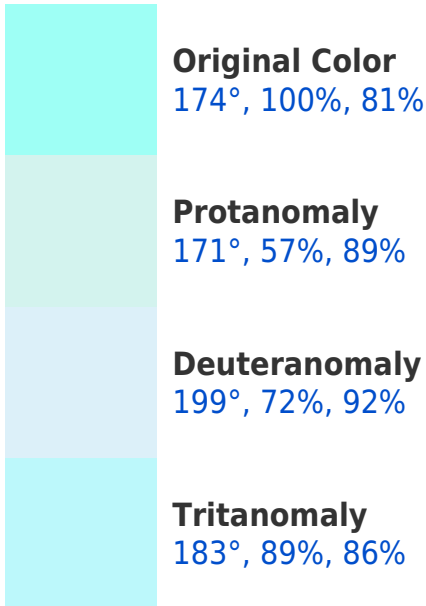 Original Color
174°, 100%, 81%
Protanomaly
171°, 57%, 89%
Deuteranomaly
199°, 72%, 92%
Tritanomaly
183°, 89%, 86%